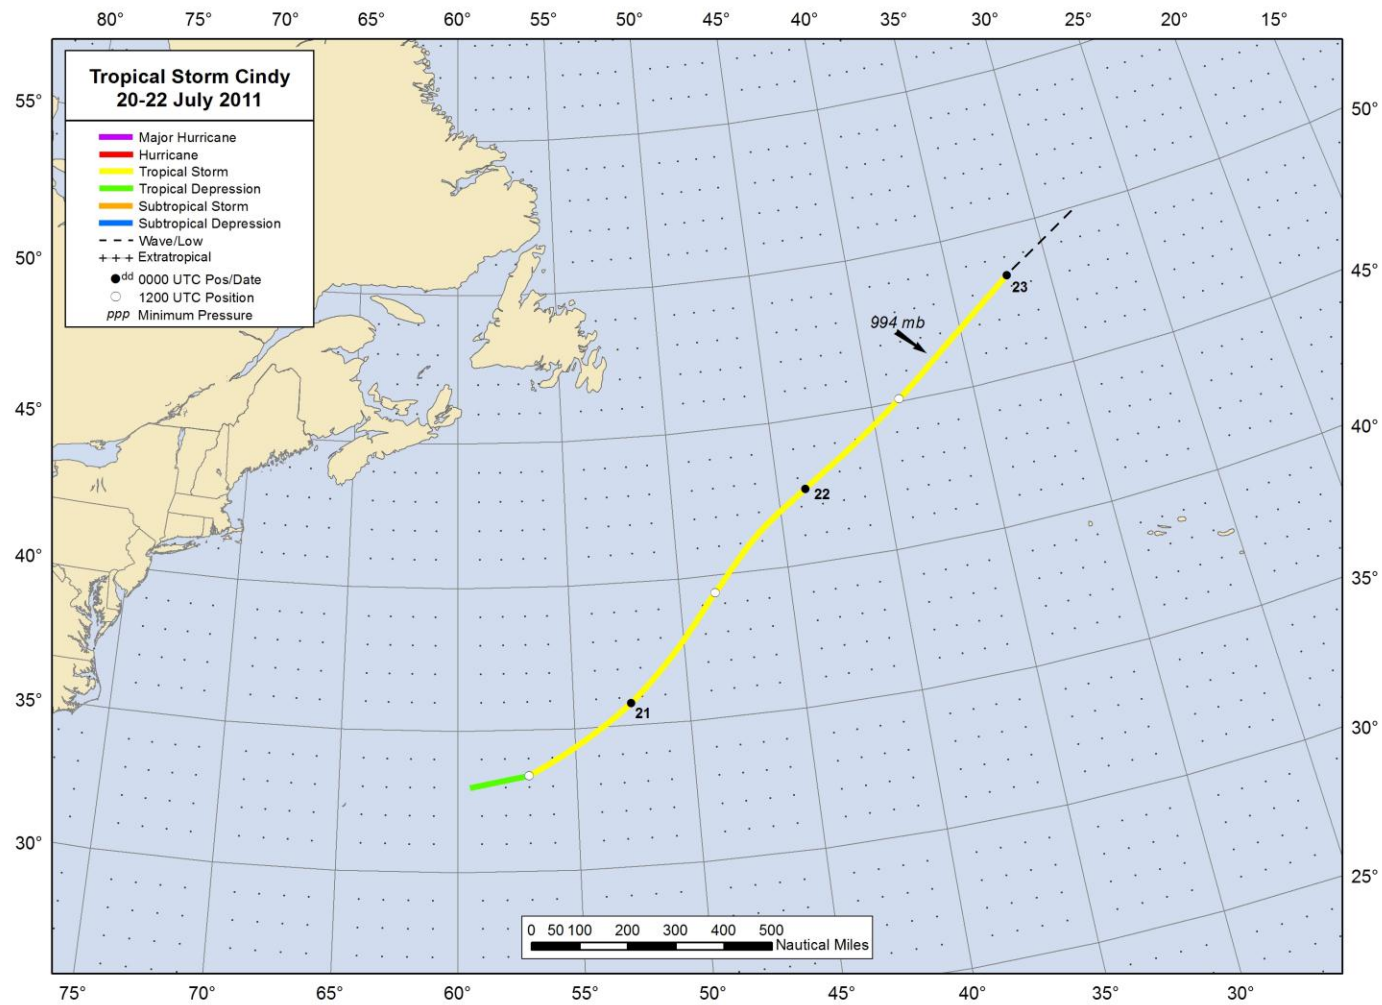 80° 75° 70° 65° 60° 55° 50° 45° 40° 35° 30° 25° 20° 15°
Tropical Storm Cindy
20-22 July 2011
Major Hurricane
Hurricane
Tropical Storm
Tropical Depression
Subtropical Storm
Subtropical Depression
Wave/Low
+++ Extratropical
dd 0000 UTC Pos/Date
1200 UTC Position
ppp Minimum Pressure
55°
50°
50°
45°
23
994 mb
45°
40°
22
40°
35°
35°
21
30°
30°
25°
0 50 100 200 300 400 500
Nautical Miles
75° 70° 65° 60° 55° 50° 45° 40° 35° 30°